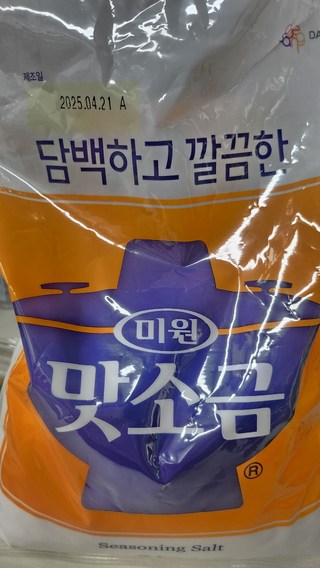 DA
제조일
2025.04.21 A
담백하고 깔끔한
미원
맛소금
®
Seasoning Salt